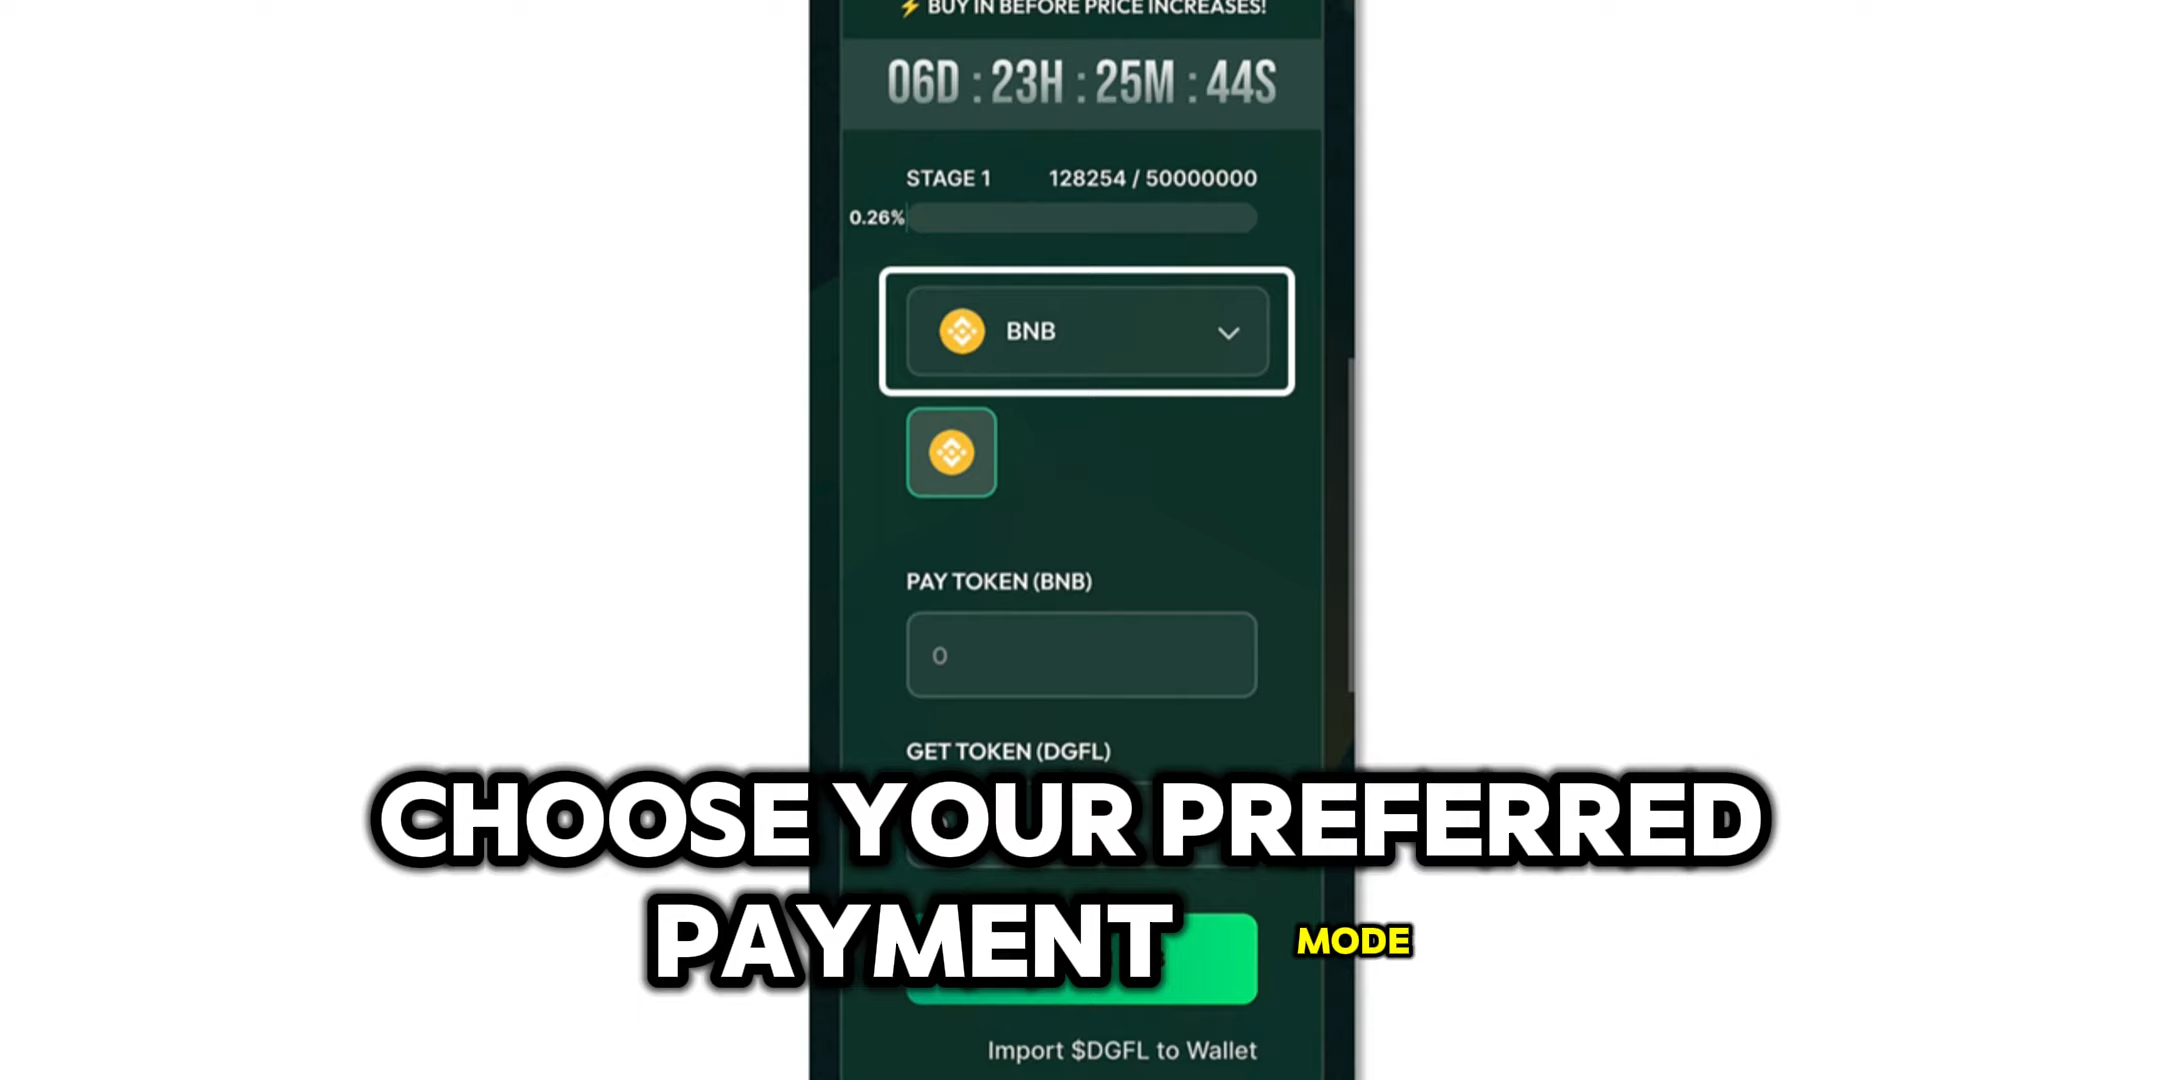 ⚡ BUY IN BEFORE PRICE INCREASES!
06D : 23H : 25M : 44S
STAGE 1 128254 / 50000000
0.26%
BNB
PAY TOKEN (BNB)
0
GET TOKEN (DGFL)
CHOOSE YOUR PREFERRED
PAYMENT MODE
Import $DGFL to Wallet